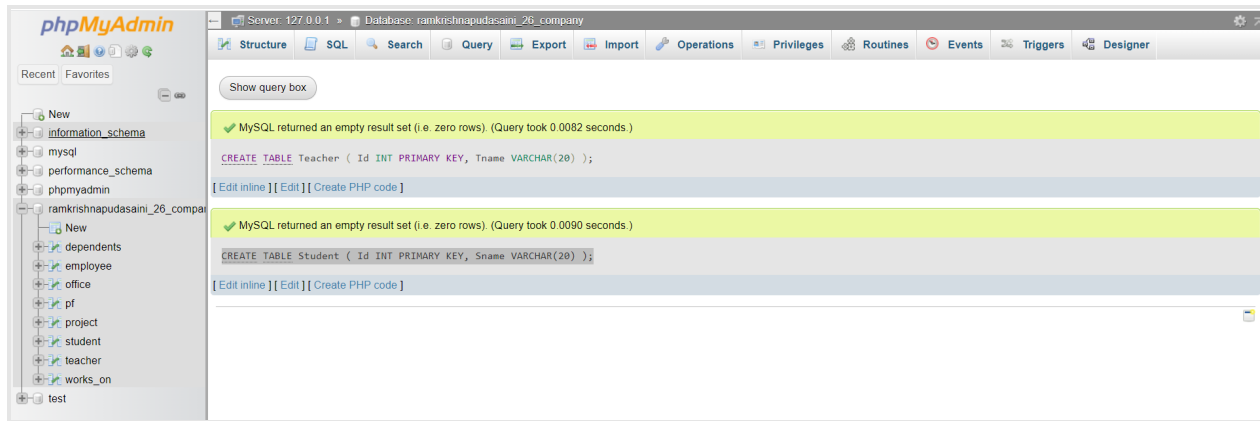 phpMyAdmin
Recent Favorites
New
information_schema
mysql
performance_schema
phpmyadmin
ramkrishnapudasaini_26_compa
New
dependents
employee
office
pf
project
student
teacher
works_on
test
Server: 127.0.0.1 » Database: ramkrishnapudasaini_26_company
Structure SQL Search Query Export Import Operations Privileges Routines Events Triggers Designer
Show query box
MySQL returned an empty result set (i.e. zero rows). (Query took 0.0082 seconds.)
CREATE TABLE Teacher ( Id INT PRIMARY KEY, Tname VARCHAR(20) );
[ Edit inline ] [ Edit ] [ Create PHP code ]
MySQL returned an empty result set (i.e. zero rows). (Query took 0.0090 seconds.)
CREATE TABLE Student ( Id INT PRIMARY KEY, Sname VARCHAR(20) );
[ Edit inline ] [ Edit ] [ Create PHP code ]